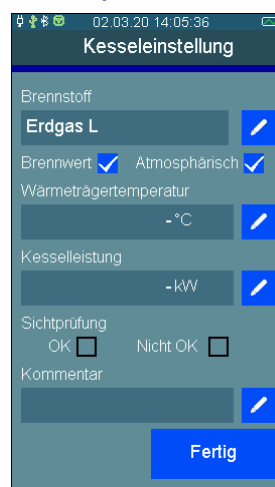 02.03.20 14:05:36
Kesseleinstellung
Brennstoff
Erdgas L
Brennwert Atmosphärisch
Wärmeträgertemperatur
-°C
Kesselleistung
-kW
Sichtprüfung
OK Nicht OK
Kommentar
Fertig